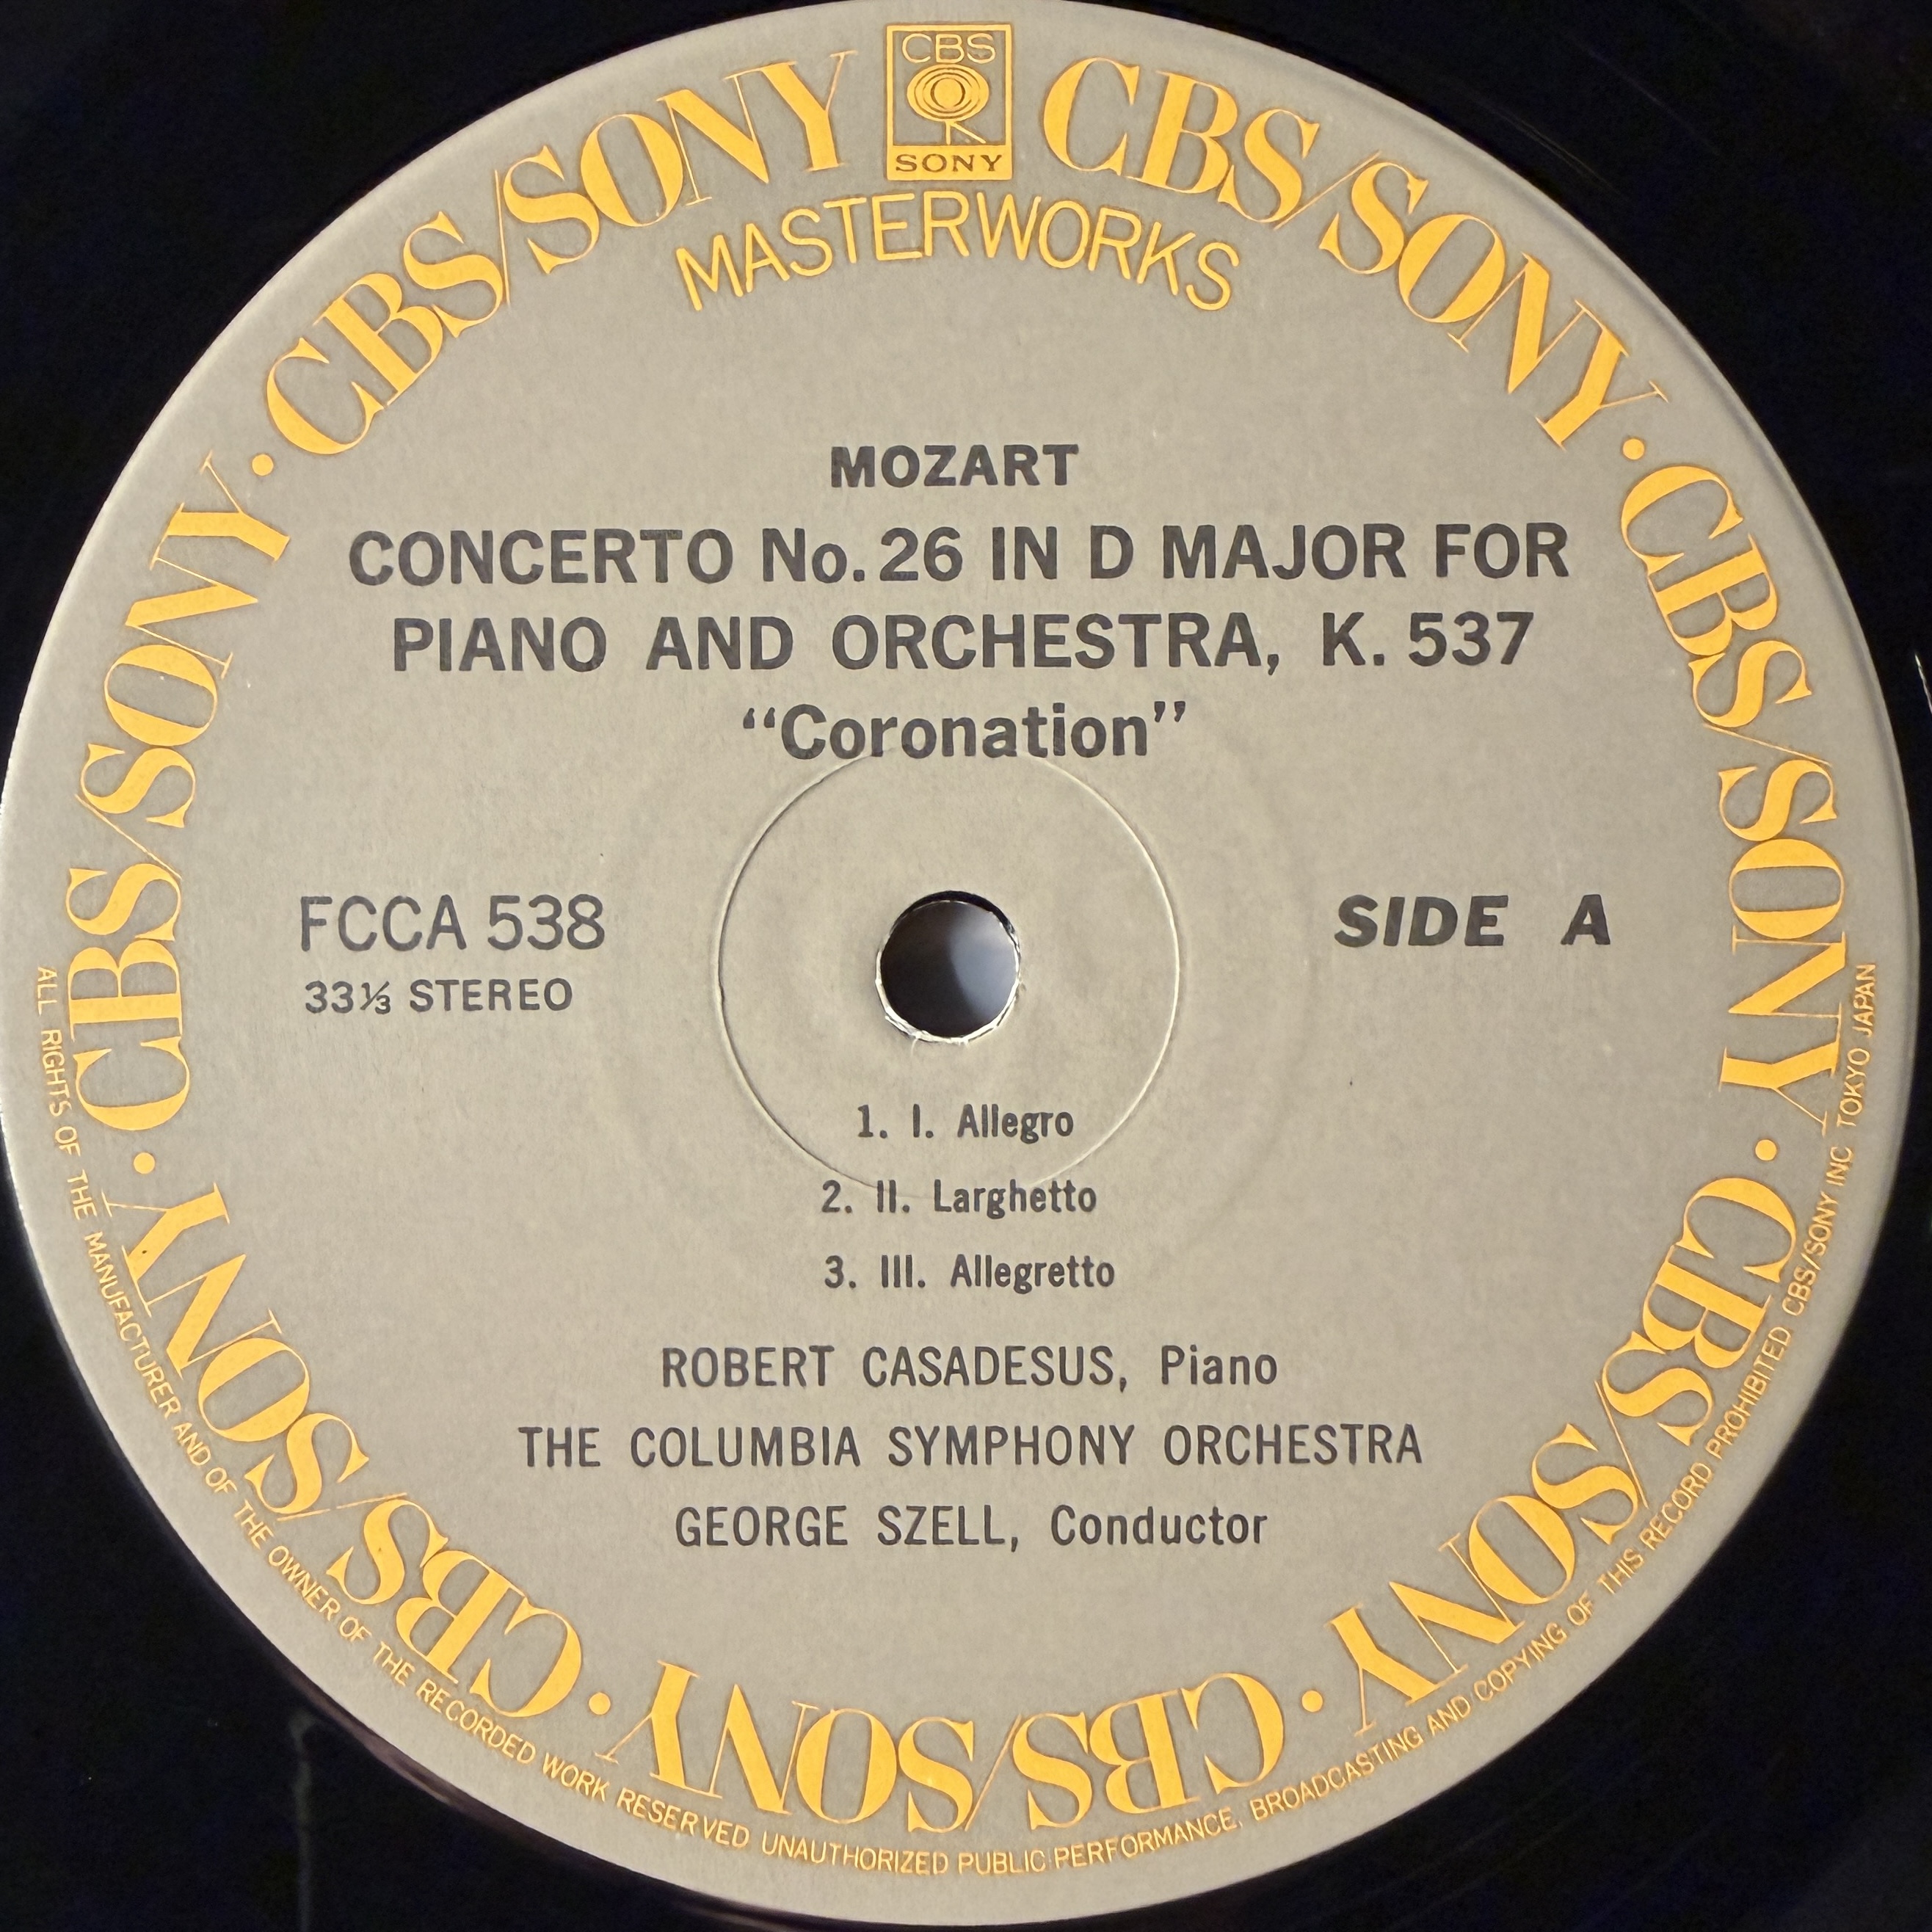 CBS
SONY
CBS/SONY · CBS/SONY · CBS/SONY · CBS/SONY · CBS/SONY · CBS/SONY · CBS/SONY
MASTERWORKS
MOZART
CONCERTO No. 26 IN D MAJOR FOR
PIANO AND ORCHESTRA, K. 537
“Coronation”
FCCA 538
33⅓ STEREO
SIDE A
1. I. Allegro
2. II. Larghetto
3. III. Allegretto
ROBERT CASADESUS, Piano
THE COLUMBIA SYMPHONY ORCHESTRA
GEORGE SZELL, Conductor
ALL RIGHTS OF THE MANUFACTURER AND OF THE OWNER OF THE RECORDED WORK RESERVED UNAUTHORIZED PUBLIC PERFORMANCE, BROADCASTING AND COPYING OF THIS RECORD PROHIBITED CBS/SONY INC TOKYO JAPAN